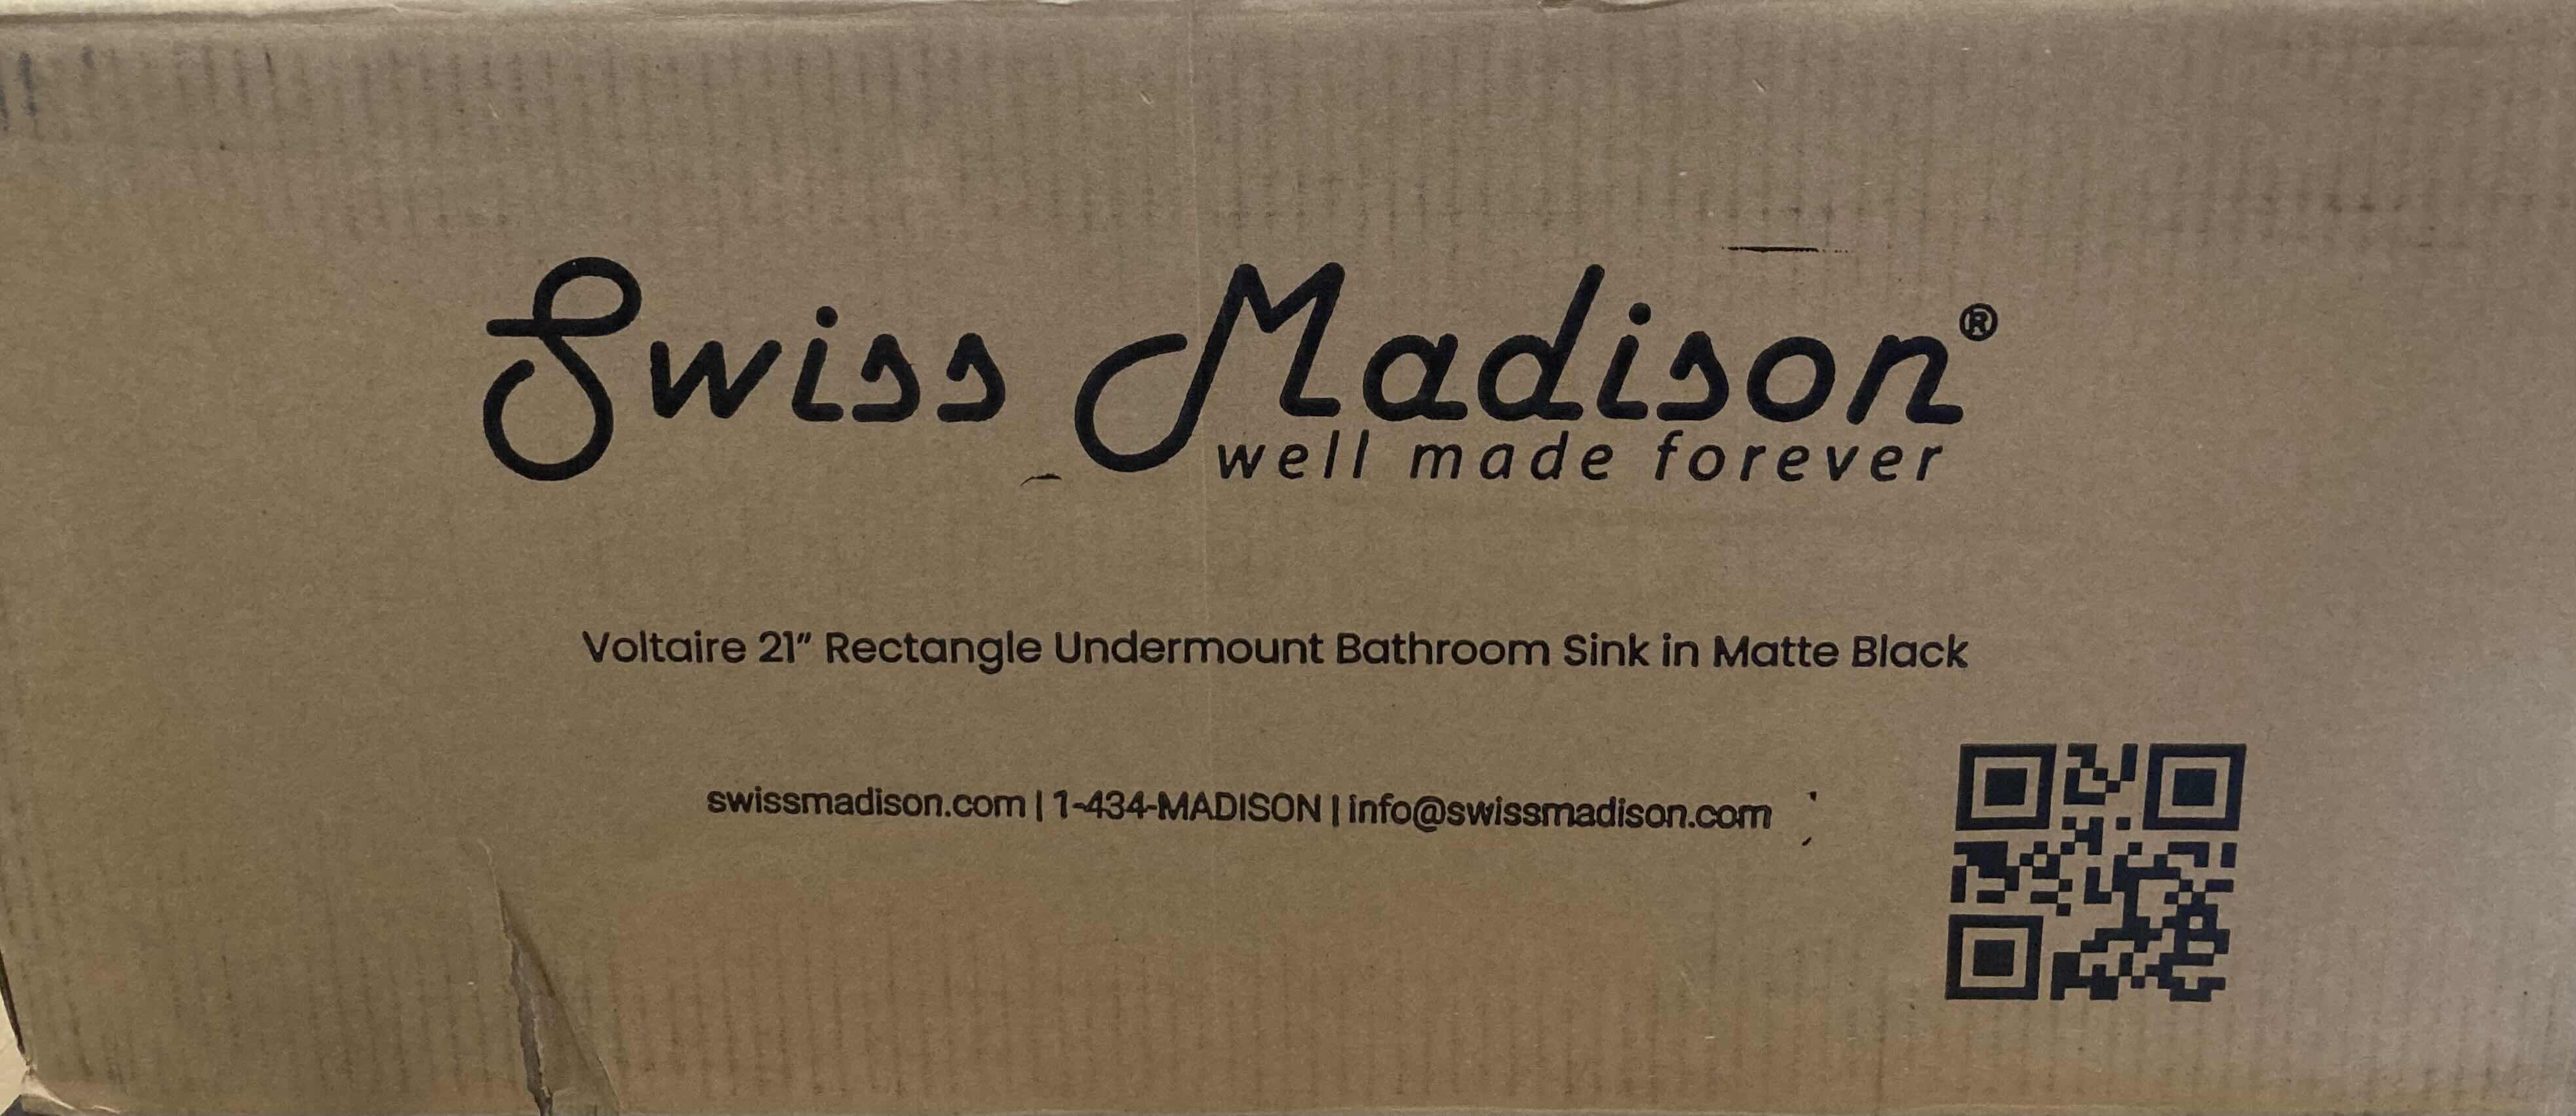 Swiss Madison®
well made forever
Voltaire 21" Rectangle Undermount Bathroom Sink in Matte Black
swissmadison.com | 1-434-MADISON | info@swissmadison.com